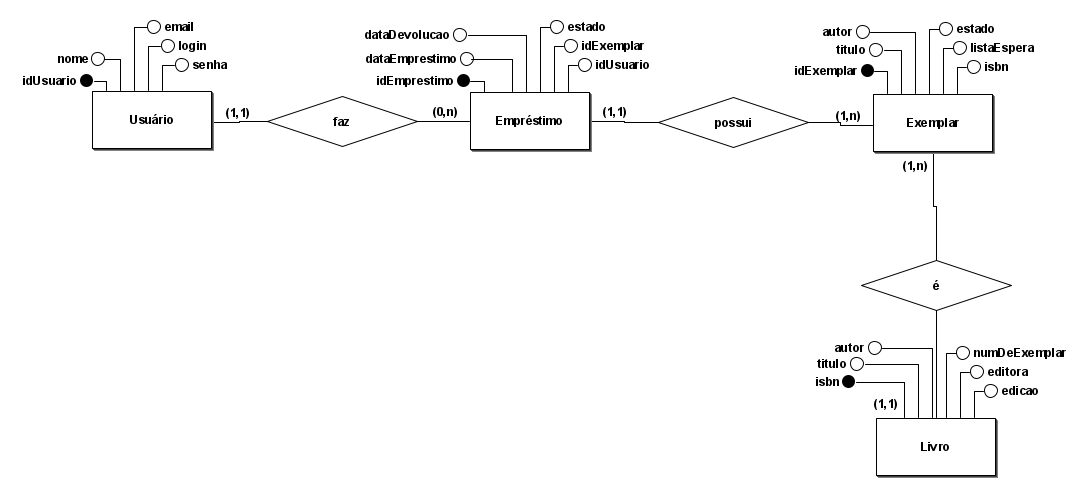 email
login
nome
senha
idUsuario
Usuário
(1,1)
faz
(0,n)
dataDevolucao
estado
idExemplar
dataEmprestimo
idUsuario
idEmprestimo
Empréstimo
(1,1)
possui
(1,n)
autor
estado
titulo
listaEspera
idExemplar
isbn
Exemplar
(1,n)
é
autor
numDeExemplar
titulo
editora
isbn
edicao
(1,1)
Livro